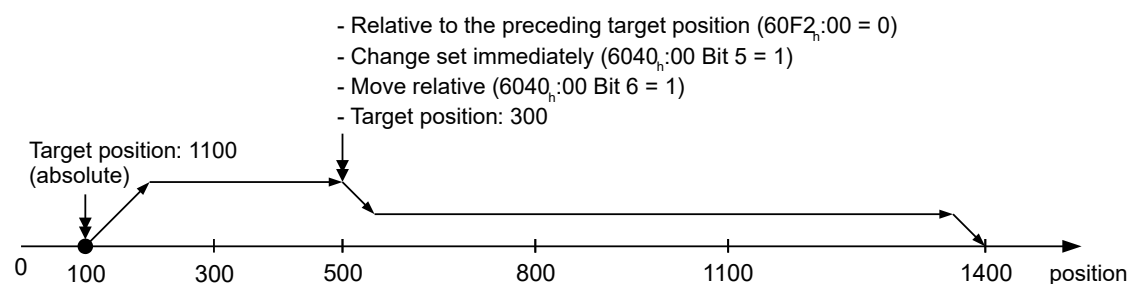 - Relative to the preceding target position (60F2h:00 = 0)
- Change set immediately (6040h:00 Bit 5 = 1)
- Move relative (6040h:00 Bit 6 = 1)
- Target position: 300
Target position: 1100
(absolute)
0 100 300 500 800 1100 1400 position